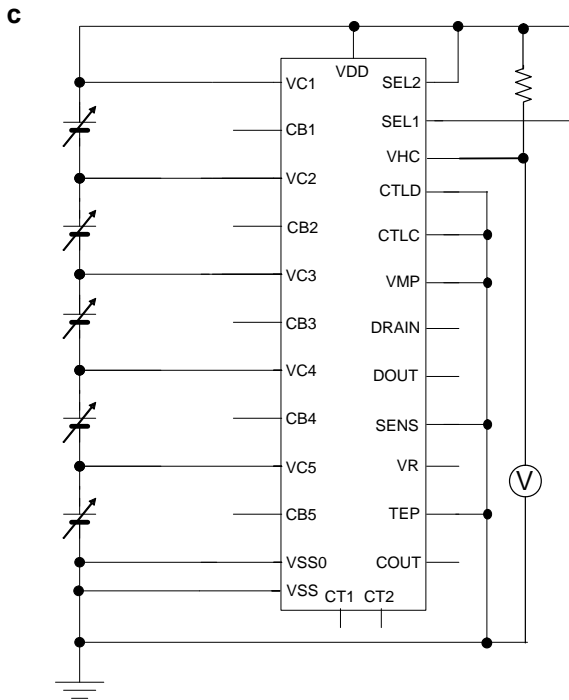 c
VDD
VC1
CB1
VC2
CB2
VC3
CB3
VC4
CB4
VC5
CB5
VSS0
VSS
SEL2
SEL1
VHC
CTLD
CTLC
VMP
DRAIN
DOUT
SENS
VR
TEP
COUT
CT1 CT2
V